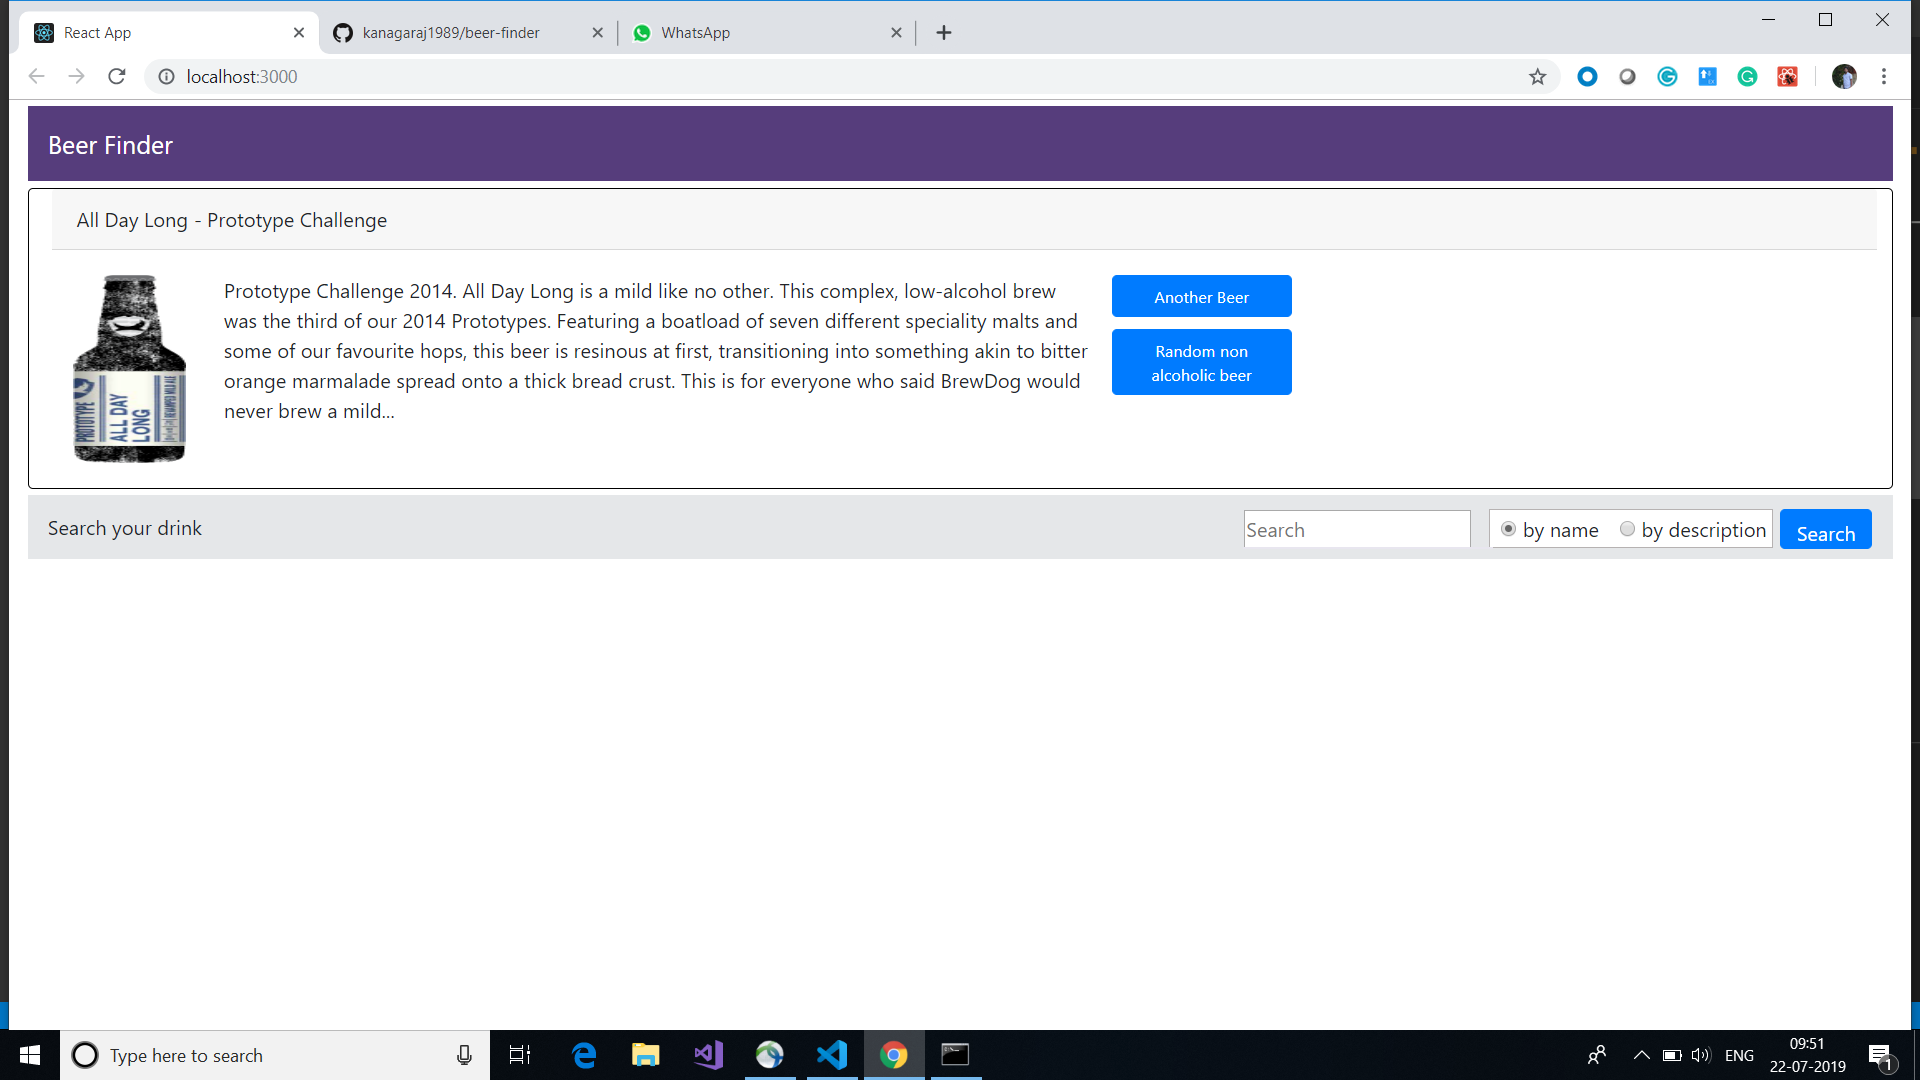 React App
kanagaraj1989/beer-finder
WhatsApp
localhost:3000
Beer Finder
All Day Long - Prototype Challenge
Prototype Challenge 2014. All Day Long is a mild like no other. This complex, low-alcohol brew
was the third of our 2014 Prototypes. Featuring a boatload of seven different speciality malts and
some of our favourite hops, this beer is resinous at first, transitioning into something akin to bitter
orange marmalade spread onto a thick bread crust. This is for everyone who said BrewDog would
never brew a mild...
PROTOTYPE
ALL DAY
LONG
Another Beer
Random non
alcoholic beer
Search your drink
Search
by name
by description
Search
Type here to search
ENG
09:51
22-07-2019
1